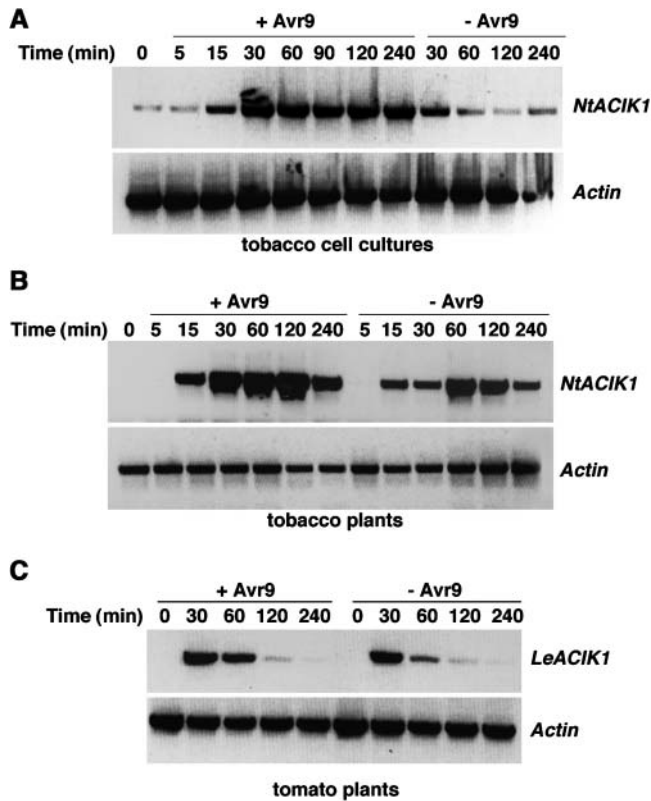 A
+ Avr9 - Avr9
Time (min) 0 5 15 30 60 90 120 240 30 60 120 240
NtACIK1
Actin
tobacco cell cultures
B
+ Avr9 - Avr9
Time (min) 0 5 15 30 60 120 240 5 15 30 60 120 240
NtACIK1
Actin
tobacco plants
C
+ Avr9 - Avr9
Time (min) 0 30 60 120 240 0 30 60 120 240
LeACIK1
Actin
tomato plants